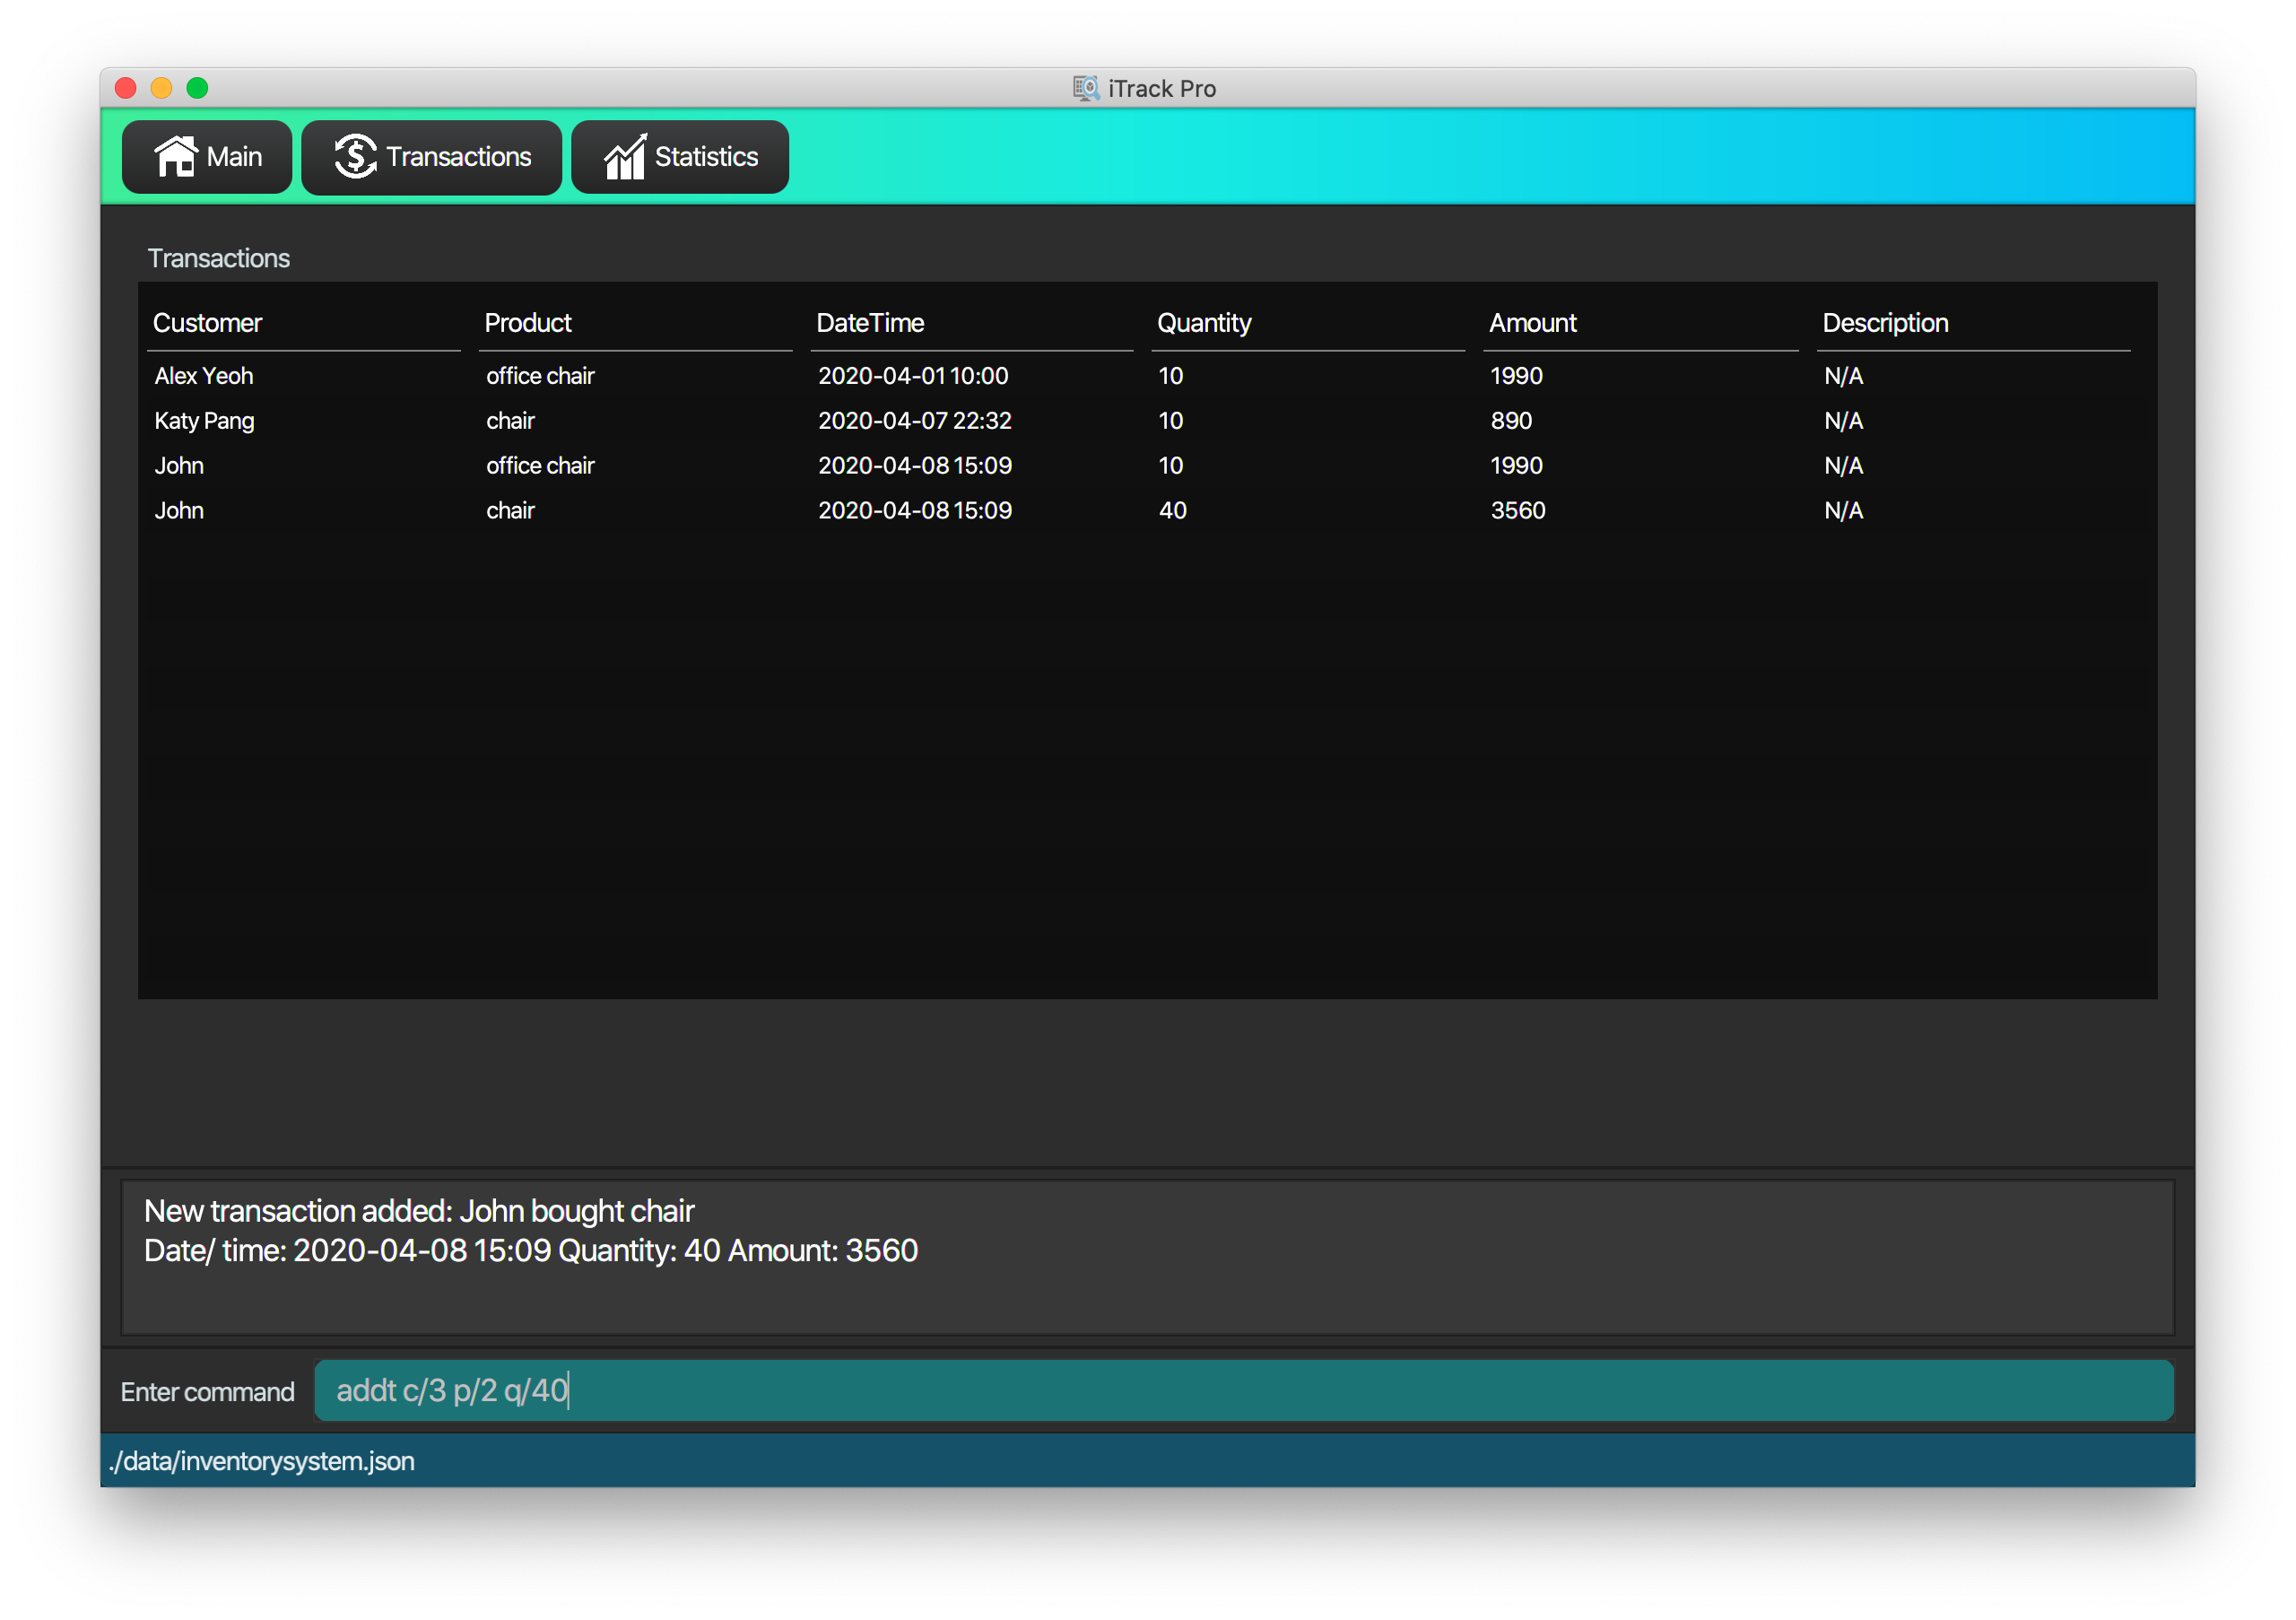 iTrack Pro
Main Transactions Statistics
Transactions
Customer Product DateTime Quantity Amount Description
Alex Yeoh office chair 2020-04-01 10:00 10 1990 N/A
Katy Pang chair 2020-04-07 22:32 10 890 N/A
John office chair 2020-04-08 15:09 10 1990 N/A
John chair 2020-04-08 15:09 40 3560 N/A
New transaction added: John bought chair
Date/ time: 2020-04-08 15:09 Quantity: 40 Amount: 3560
Enter command addt c/3 p/2 q/40
./data/inventorysystem.json